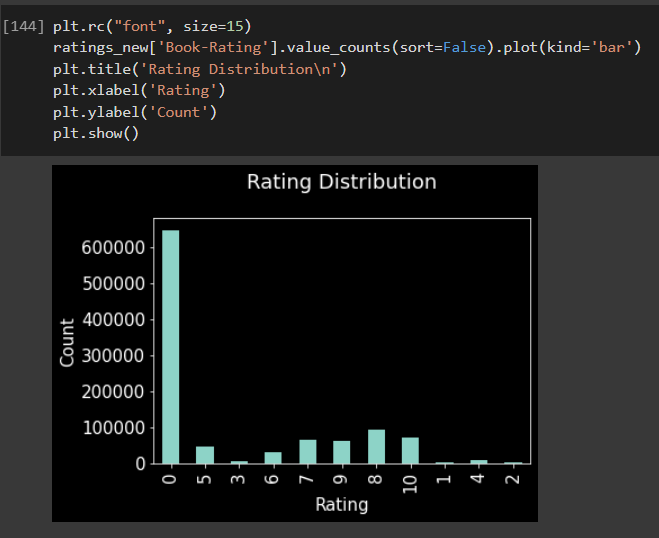 [144] plt.rc("font", size=15)
ratings_new['Book-Rating'].value_counts(sort=False).plot(kind='bar')
plt.title('Rating Distribution\n')
plt.xlabel('Rating')
plt.ylabel('Count')
plt.show()
Rating Distribution
Count
600000
500000
400000
300000
200000
100000
0
0 5 3 6 7 9 8 10 1 4 2
Rating